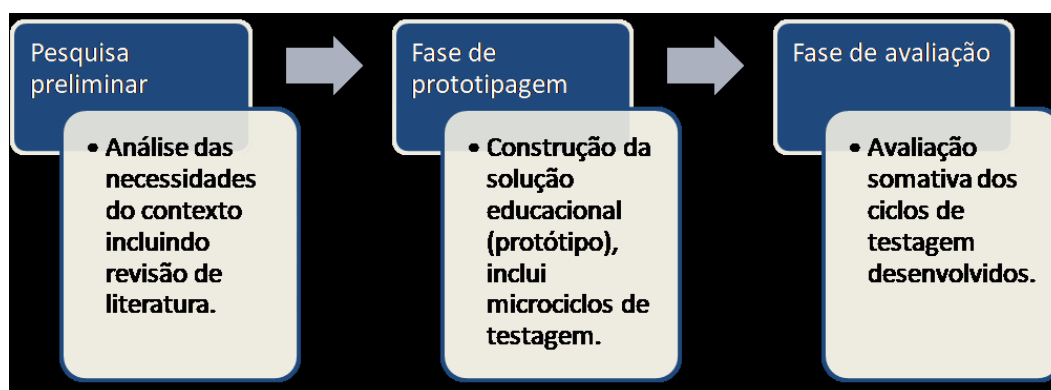 Pesquisa
preliminar
• Análise das
necessidades
do contexto
incluindo
revisão de
literatura.
Fase de
prototipagem
• Construção da
solução
educacional
(protótipo),
inclui
microciclos de
testagem.
Fase de avaliação
• Avaliação
somativa dos
ciclos de
testagem
desenvolvidos.